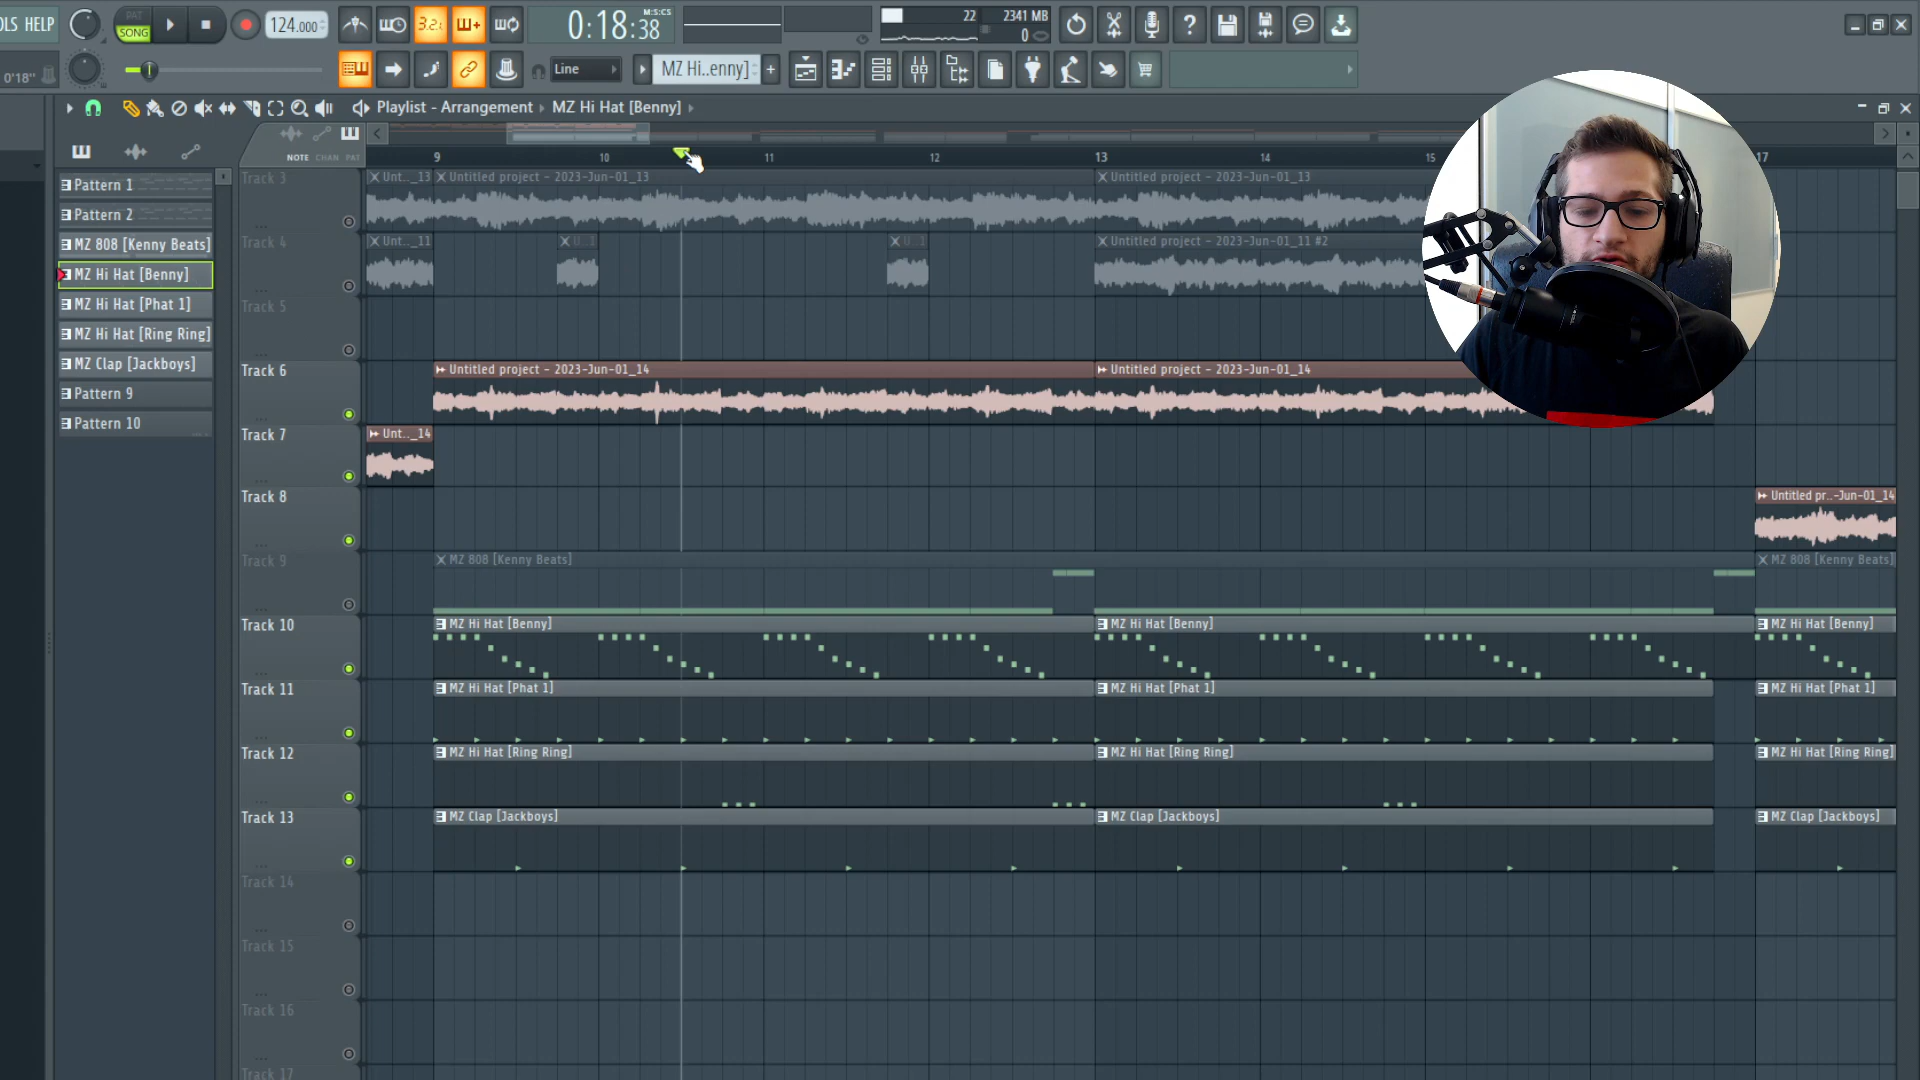 OLS HELP
PAT
SONG
124.000
3.2.
0:18:38
M:S:CS
22
2341 MB
0
0'18"
Line
MZ Hi..enny]
Playlist - Arrangement
MZ Hi Hat [Benny]
NOTE CHAN PAT
9
10
11
12
13
14
15
17
Pattern 1
Pattern 2
MZ 808 [Kenny Beats]
MZ Hi Hat [Benny]
MZ Hi Hat [Phat 1]
MZ Hi Hat [Ring Ring]
MZ Clap [Jackboys]
Pattern 9
Pattern 10
Track 3
Unt.._13
Untitled project - 2023-Jun-01_13
Untitled project - 2023-Jun-01_13
Track 4
Unt.._11
Untitled project - 2023-Jun-01_11 #2
Track 5
Track 6
Untitled project - 2023-Jun-01_14
Untitled project - 2023-Jun-01_14
Track 7
Unt.._14
Track 8
Untitled pr..-Jun-01_14
Track 9
MZ 808 [Kenny Beats]
MZ 808 [Kenny Beats]
Track 10
MZ Hi Hat [Benny]
MZ Hi Hat [Benny]
MZ Hi Hat [Benny]
Track 11
MZ Hi Hat [Phat 1]
MZ Hi Hat [Phat 1]
MZ Hi Hat [Phat 1]
Track 12
MZ Hi Hat [Ring Ring]
MZ Hi Hat [Ring Ring]
MZ Hi Hat [Ring Ring]
Track 13
MZ Clap [Jackboys]
MZ Clap [Jackboys]
MZ Clap [Jackboys]
Track 14
Track 15
Track 16
Track 17